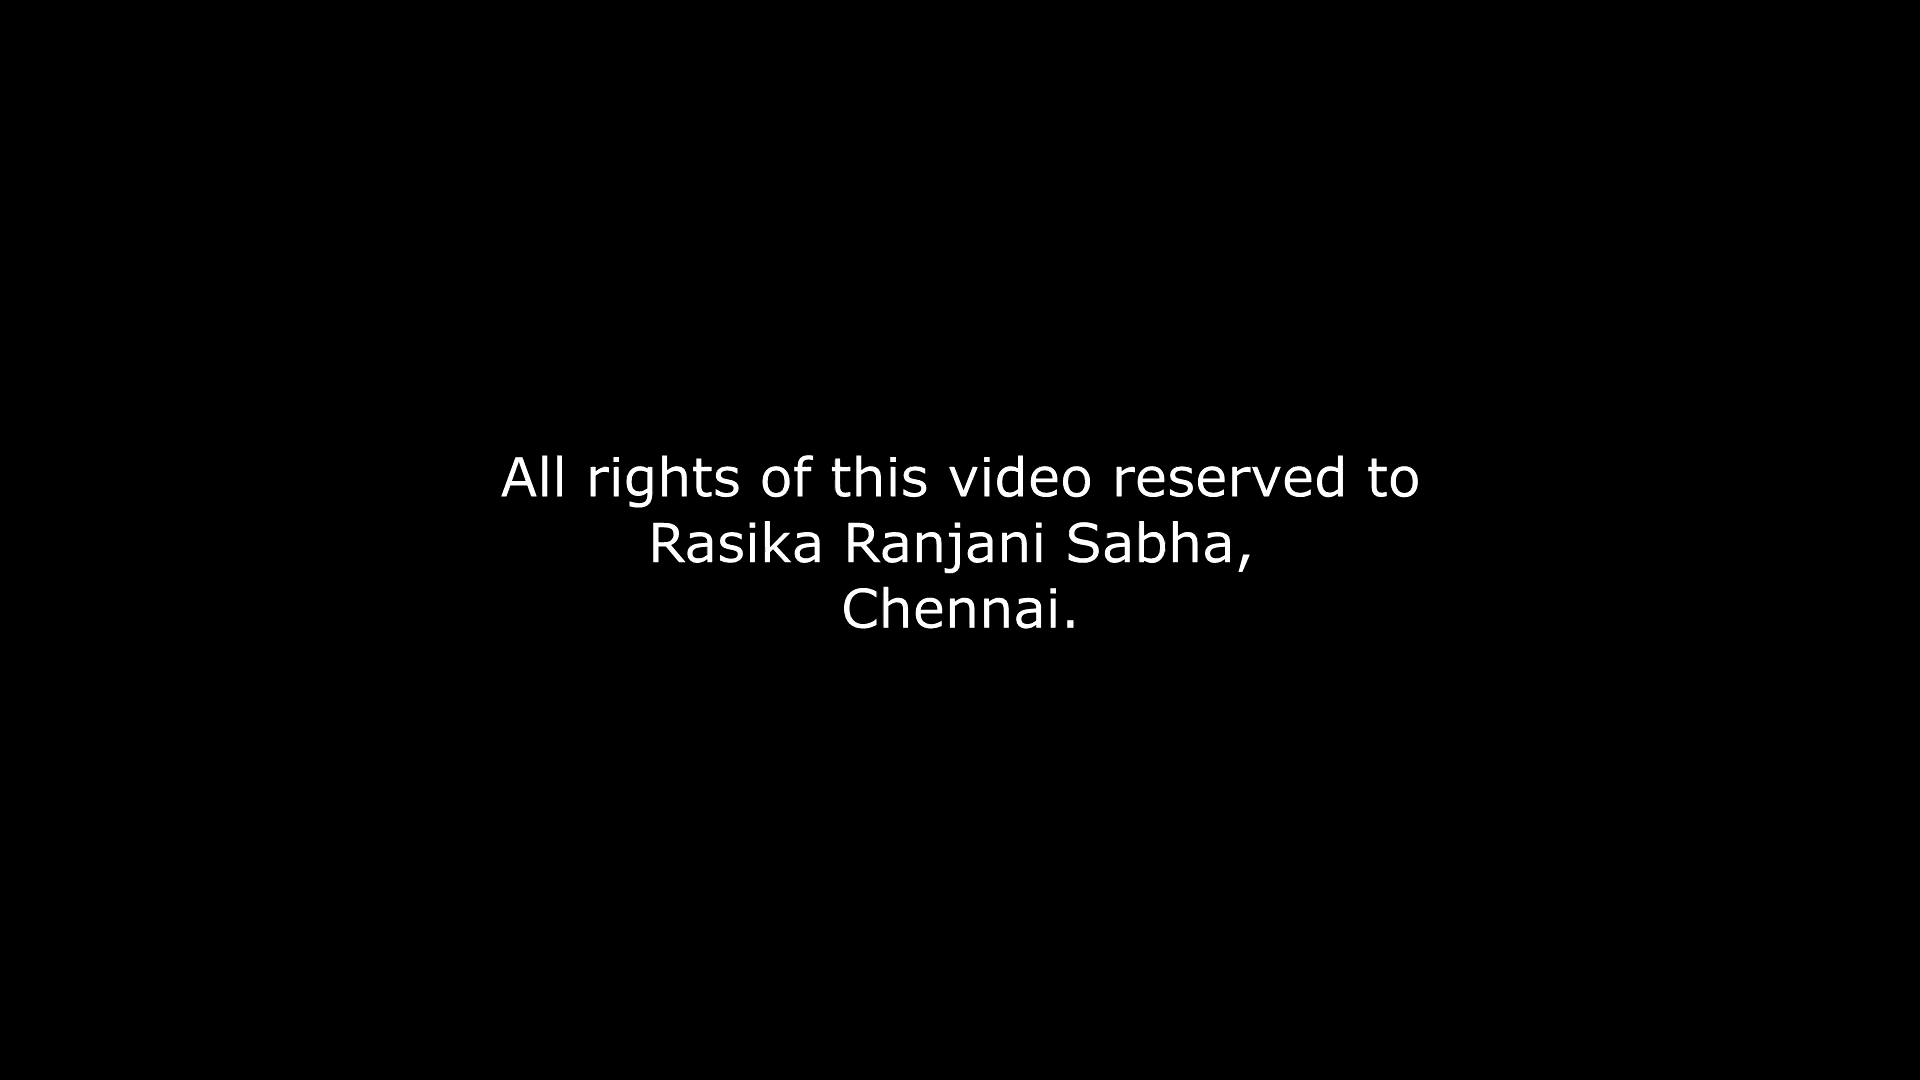 All rights of this video reserved to
Rasika Ranjani Sabha,
Chennai.